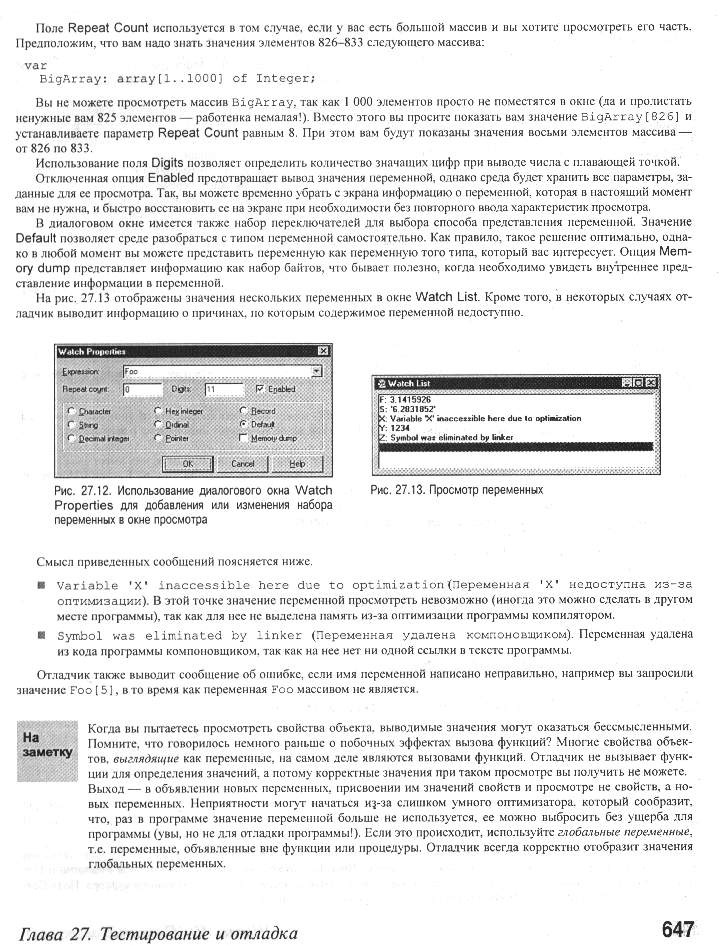 Поле Repeat Count используется в том случае, если у вас есть большой массив и вы хотите просмотреть его часть.
Предположим, что вам надо знать значения элементов 826–833 следующего массива:
var
BigArray: array[1..1000] of Integer;
Вы не можете просмотреть массив BigArray, так как 1 000 элементов просто не поместятся в окне (да и пролистать
ненужные вам 825 элементов — работенка немалая!). Вместо этого вы просите показать вам значение BigArray[826] и
устанавливаете параметр Repeat Count равным 8. При этом вам будут показаны значения восьми элементов массива —
от 826 по 833.
Использование поля Digits позволяет определить количество значащих цифр при выводе числа с плавающей точкой.
Отключенная опция Enabled предотвращает вывод значения переменной, однако среда будет хранить все параметры, за-
данные для ее просмотра. Так, вы можете временно убрать с экрана информацию о переменной, которая в настоящий момент
вам не нужна, и быстро восстановить ее на экране при необходимости без повторного ввода характеристик просмотра.
В диалоговом окне имеется также набор переключателей для выбора способа представления переменной. Значение
Default позволяет среде разобраться с типом переменной самостоятельно. Как правило, такое решение оптимально, одна-
ко в любой момент вы можете представить переменную как переменную того типа, который вас интересует. Опция Mem-
ory dump представляет информацию как набор байтов, что бывает полезно, когда необходимо увидеть внутреннее пред-
ставление информации в переменной.
На рис. 27.13 отображены значения нескольких переменных в окне Watch List. Кроме того, в некоторых случаях от-
ладчик выводит информацию о причинах, по которым содержимое переменной недоступно.
Watch Properties
Expression: Foo
Repeat count: 0 Digits: 11 Enabled
Character Hex integer Record
String Ordinal Default
Decimal integer Pointer Memory dump
OK Cancel Help
Рис. 27.12. Использование диалогового окна Watch
Properties для добавления или изменения набора
переменных в окне просмотра
Watch List
F: 3.1415926
S: '6.2831852'
X: Variable 'X' inaccessible here due to optimization
Y: 1234
Z: Symbol was eliminated by linker
Рис. 27.13. Просмотр переменных
Смысл приведенных сообщений поясняется ниже.
■ Variable 'X' inaccessible here due to optimization (Переменная 'X' недоступна из-за
оптимизации). В этой точке значение переменной просмотреть невозможно (иногда это можно сделать в другом
месте программы), так как для нее не выделена память из-за оптимизации программы компилятором.
■ Symbol was eliminated by linker (Переменная удалена компоновщиком). Переменная удалена
из кода программы компоновщиком, так как на нее нет ни одной ссылки в тексте программы.
Отладчик также выводит сообщение об ошибке, если имя переменной написано неправильно, например вы запросили
значение Foo[5], в то время как переменная Foo массивом не является.
На
заметку
Когда вы пытаетесь просмотреть свойства объекта, выводимые значения могут оказаться бессмысленными.
Помните, что говорилось немного раньше о побочных эффектах вызова функций? Многие свойства объек-
тов, выглядящие как переменные, на самом деле являются вызовами функций. Отладчик не вызывает функ-
ции для определения значений, а потому корректные значения при таком просмотре вы получить не можете.
Выход — в объявлении новых переменных, присвоении им значений свойств и просмотре не свойств, а но-
вых переменных. Неприятности могут начаться из-за слишком умного оптимизатора, который сообразит,
что, раз в программе значение переменной больше не используется, ее можно выбросить без ущерба для
программы (увы, но не для отладки программы!). Если это происходит, используйте глобальные переменные,
т.е. переменные, объявленные вне функции или процедуры. Отладчик всегда корректно отобразит значения
глобальных переменных.
Глава 27. Тестирование и отладка
647